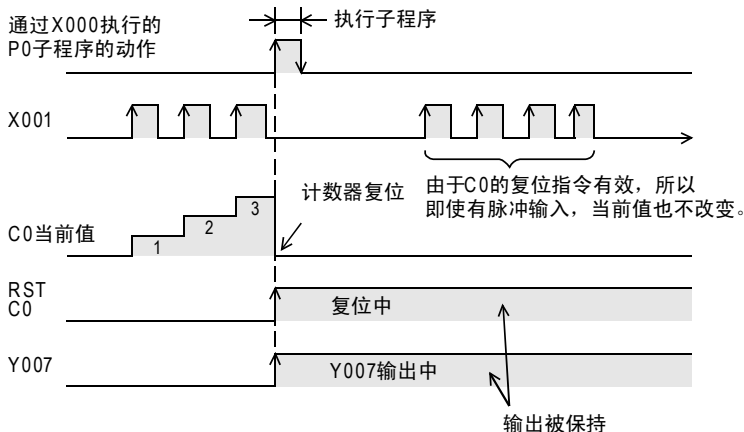 通过X000执行的
P0子程序的动作
执行子程序
X001
计数器复位
由于C0的复位指令有效，所以
即使有脉冲输入，当前值也不改变。
C0当前值
1
2
3
RST
C0
复位中
Y007
Y007输出中
输出被保持